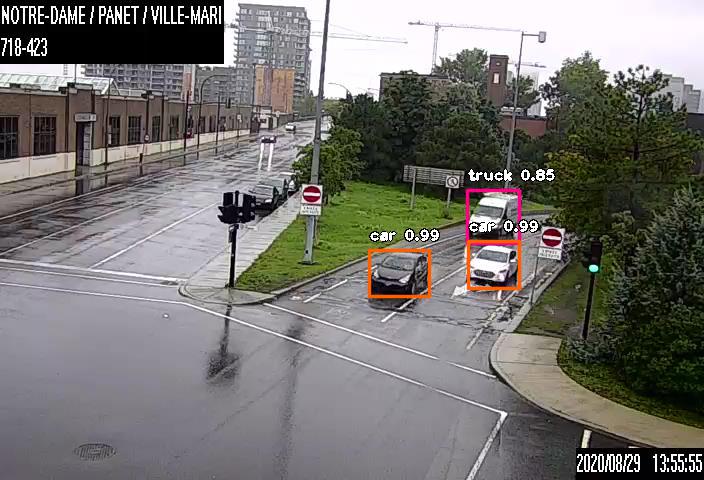 NOTRE-DAME / PANET / VILLE-MARI
718-423
truck 0.85
car 0.99
car 0.99
2020/08/29 13:55:55